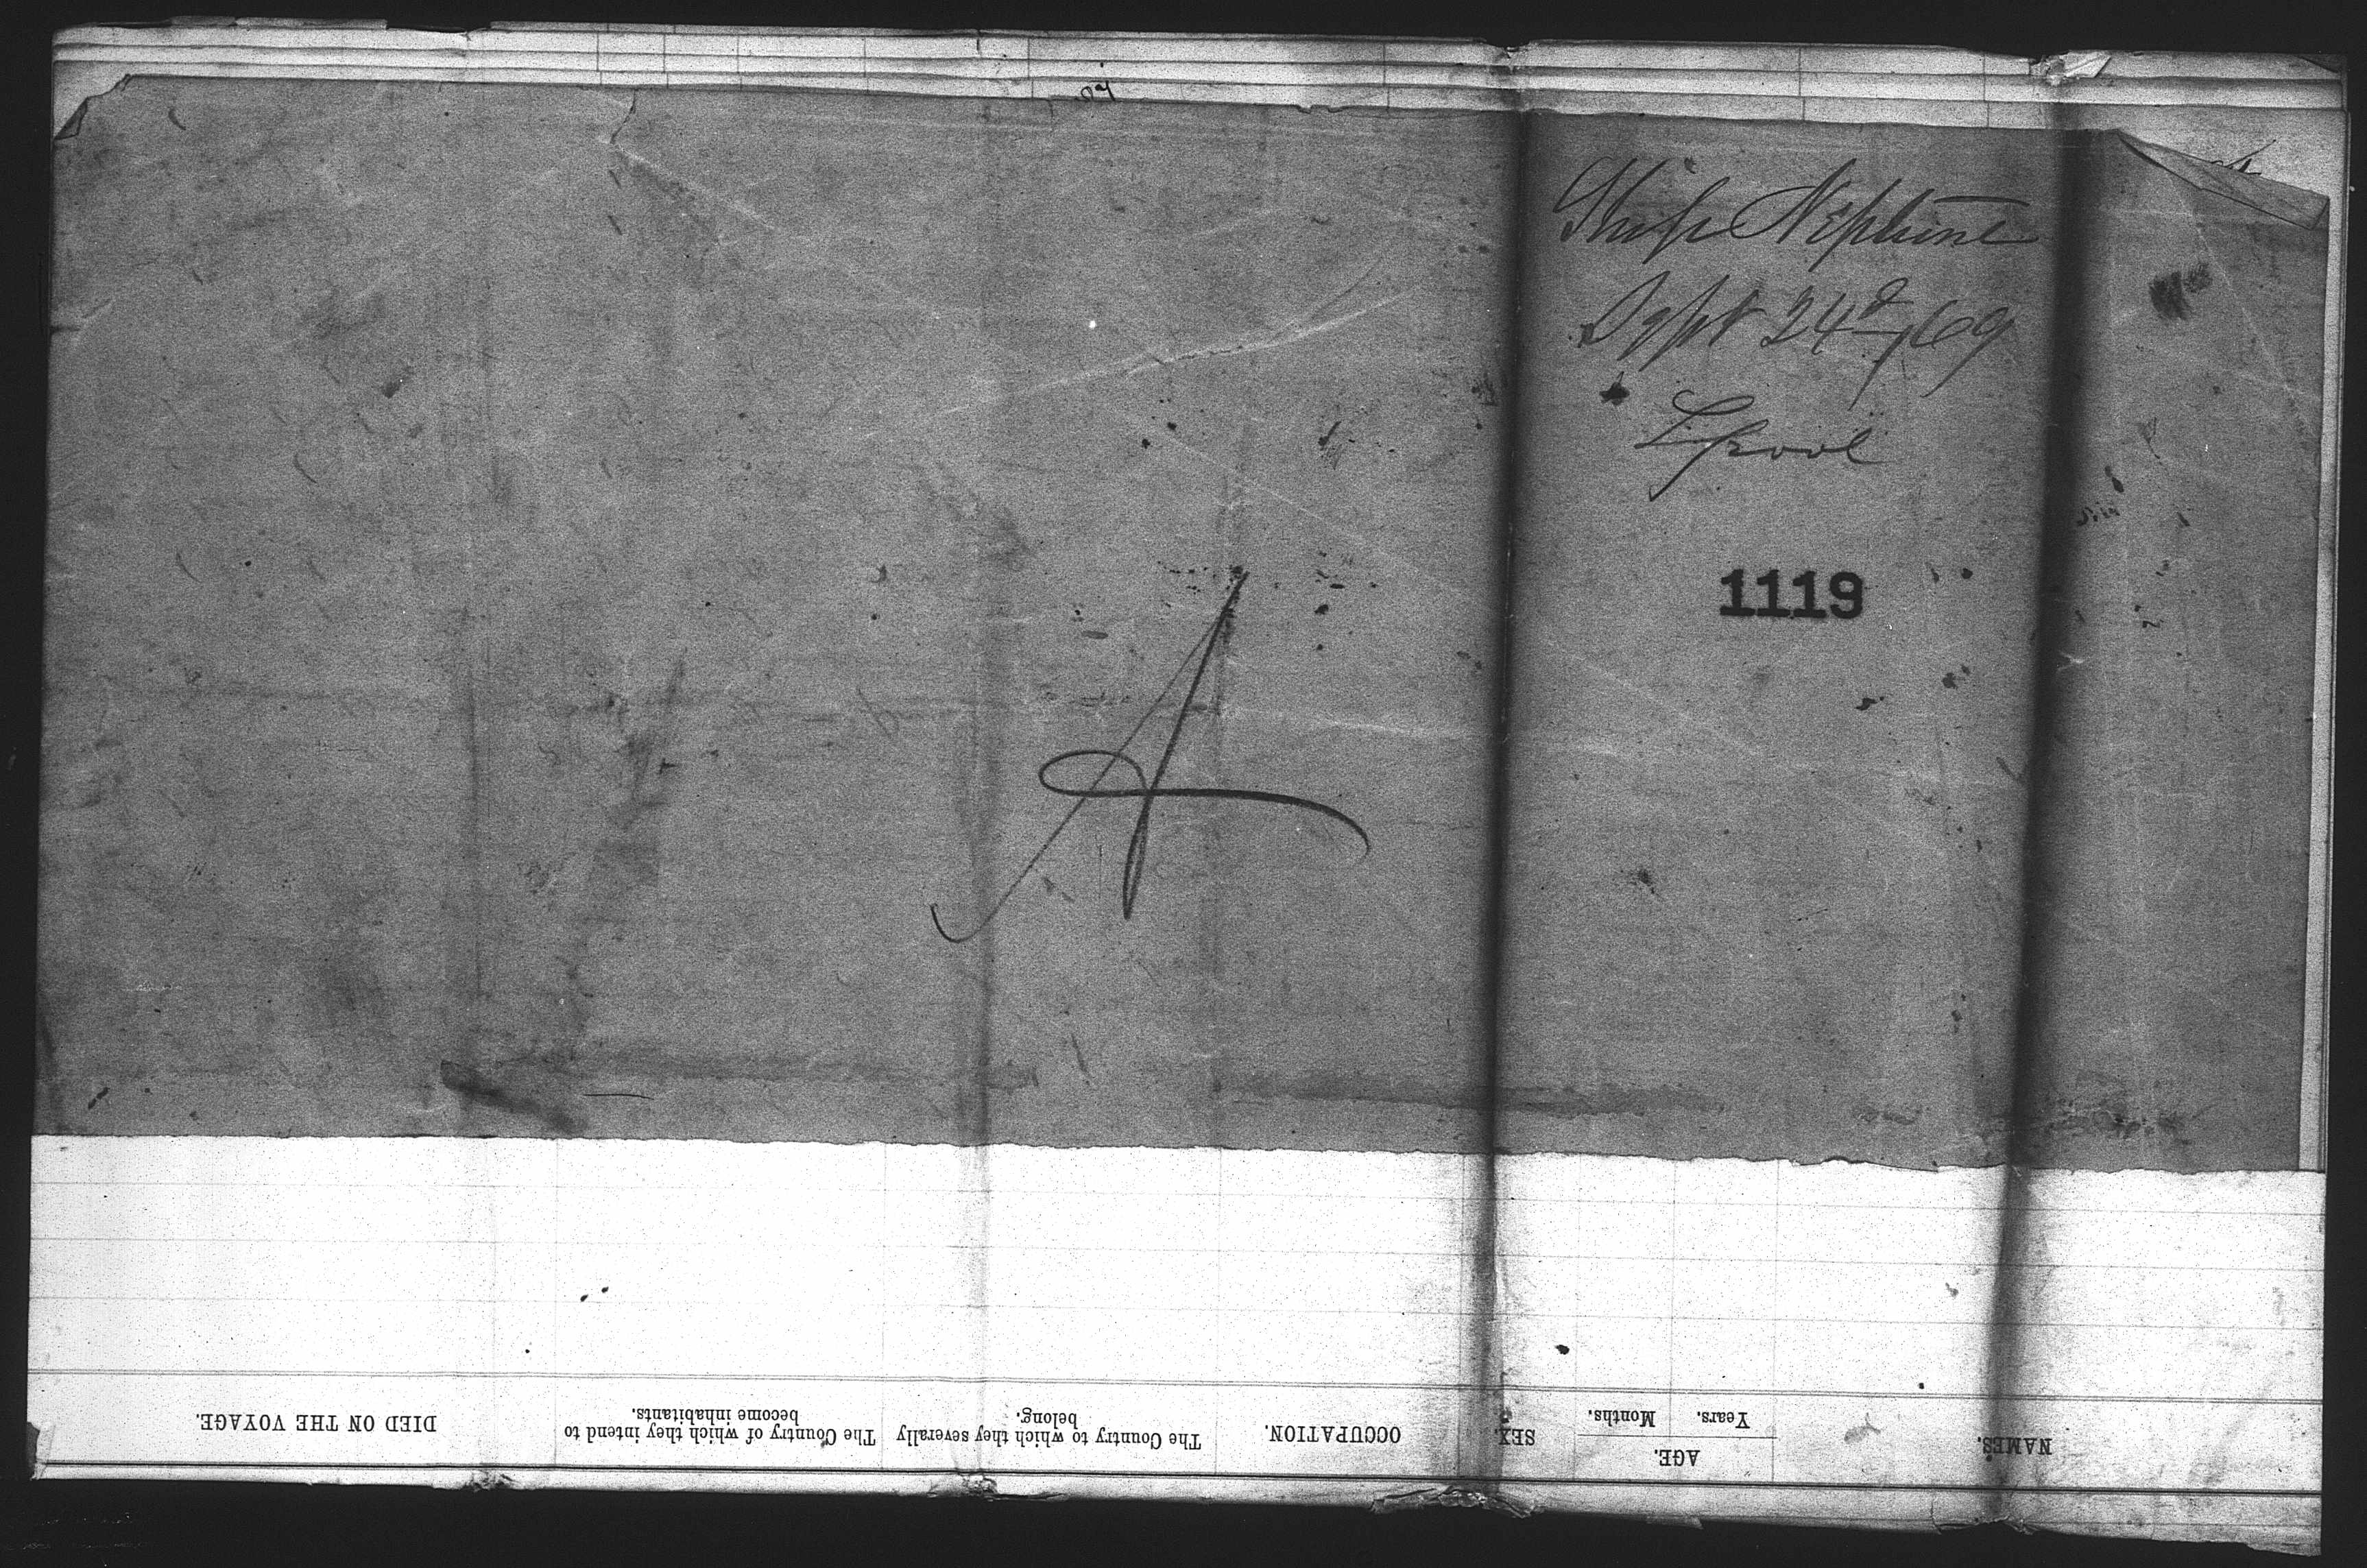 Ship Neptune
Sept 24d /69
Lpool
1119
A
NAMES.
AGE.
Years.
Months.
SEX.
OCCUPATION.
The Country to which they severally
belong.
The Country of which they intend to
become inhabitants.
DIED ON THE VOYAGE.